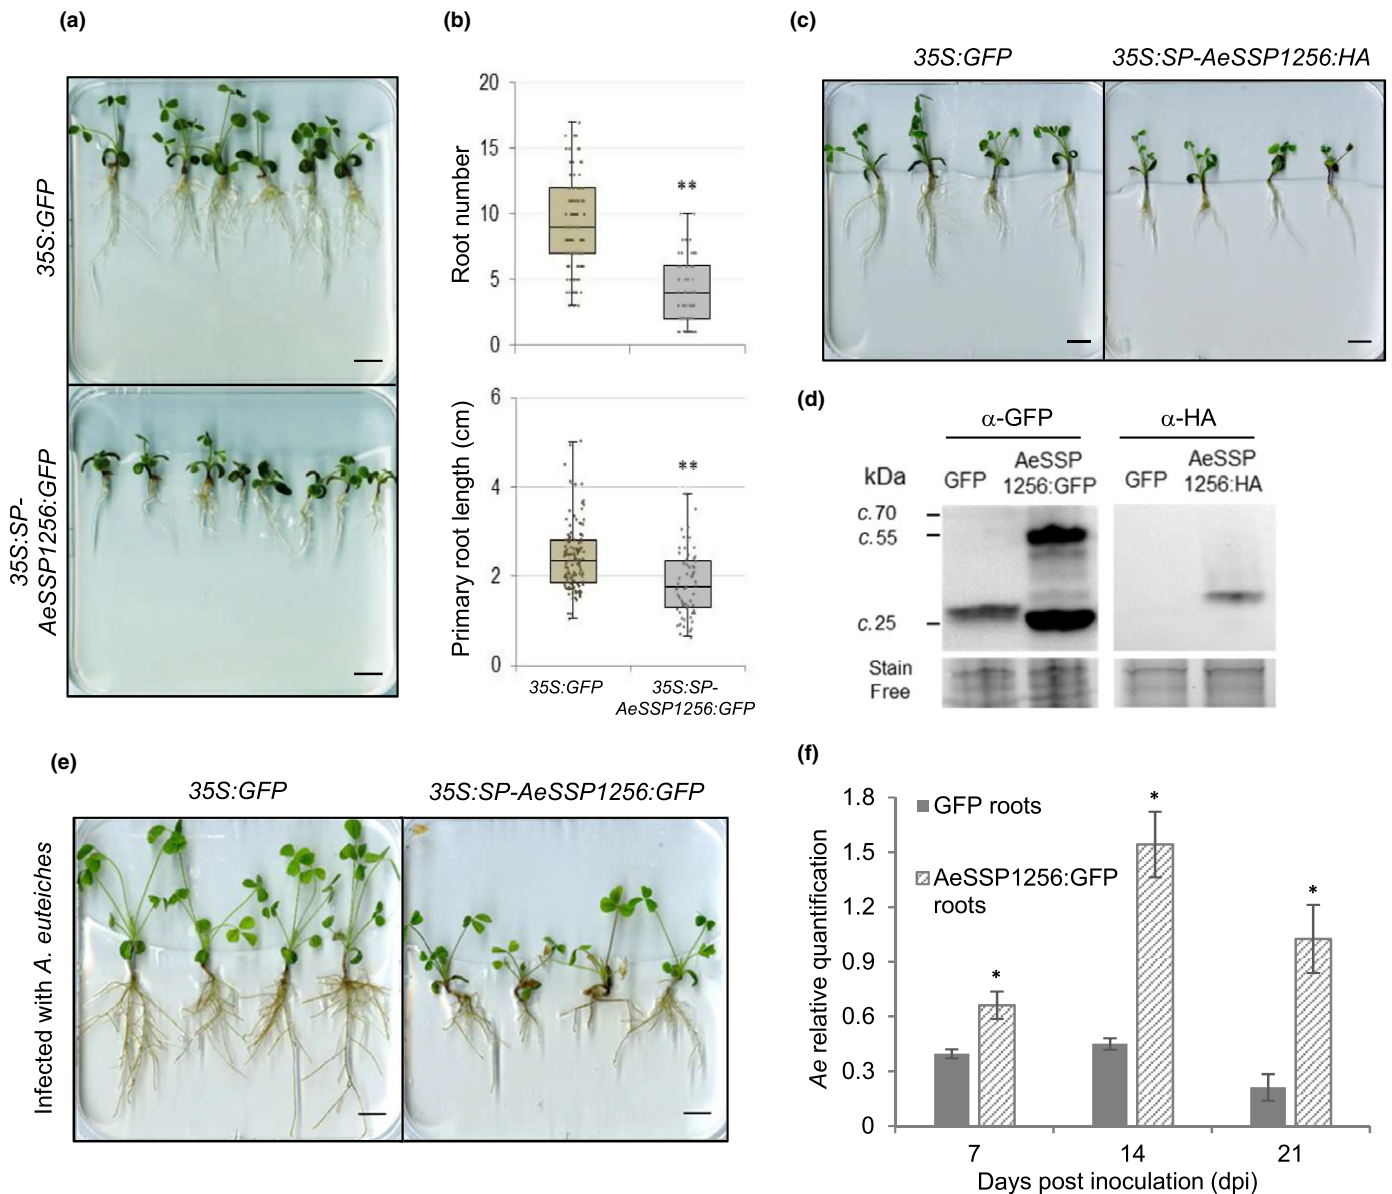 (a)
35S:GFP
35S:SP-
AeSSP1256:GFP
(b)
20
15
10
5
0
Root number
**
6
4
2
0
Primary root length (cm)
**
35S:GFP
35S:SP-
AeSSP1256:GFP
(c)
35S:GFP
35S:SP-AeSSP1256:HA
(d)
α-GFP
α-HA
kDa
GFP
AeSSP
1256:GFP
GFP
AeSSP
1256:HA
c.70
c.55
c.25
Stain
Free
(e)
35S:GFP
35S:SP-AeSSP1256:GFP
Infected with A. euteiches
(f)
1.8
1.5
1.2
0.9
0.6
0.3
0
Ae relative quantification
GFP roots
AeSSP1256:GFP
roots
*
*
*
7
14
21
Days post inoculation (dpi)